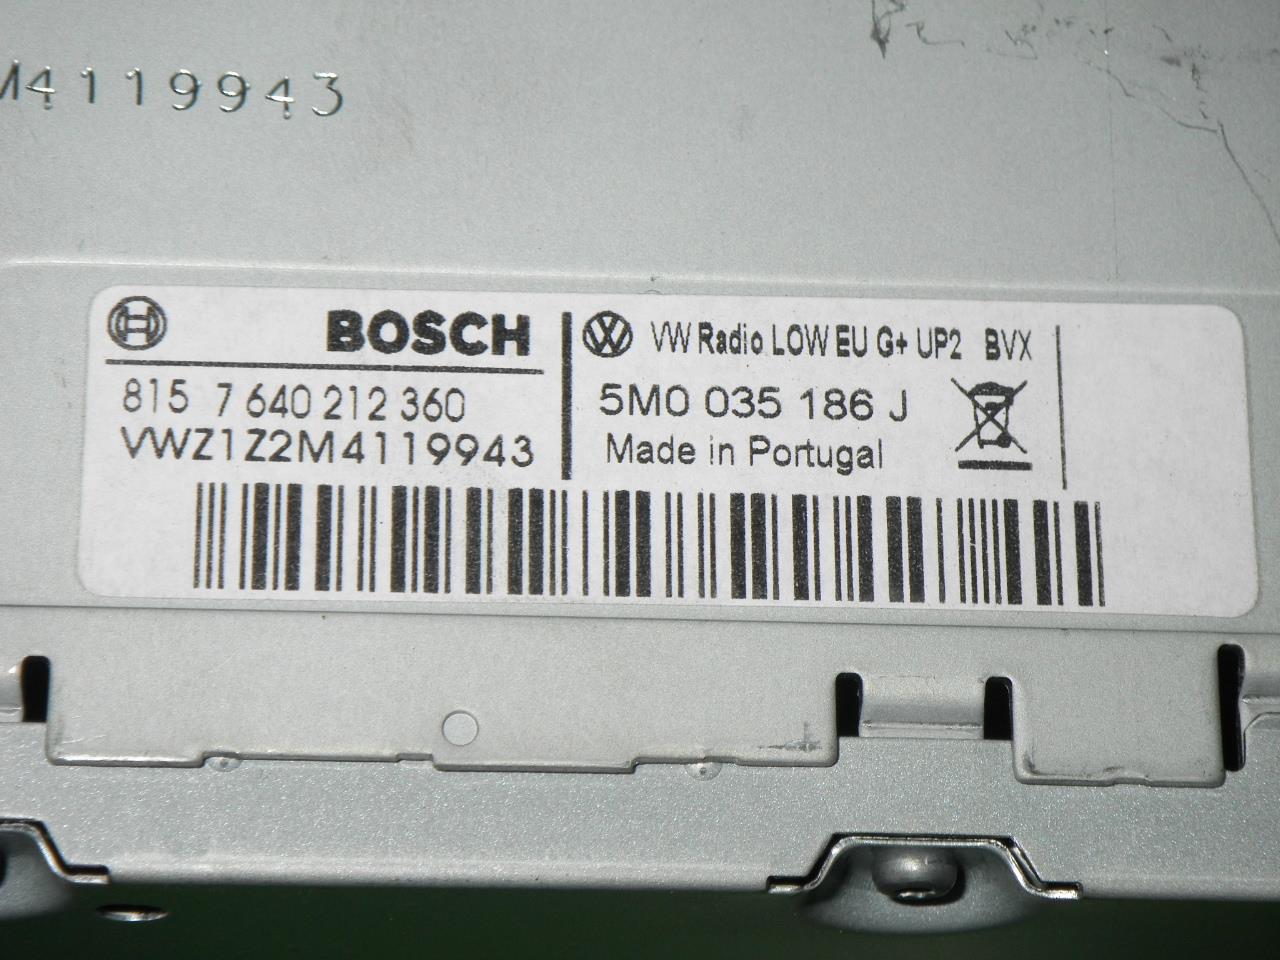 M4119943
BOSCH
815 7 640 212 360
VWZ1Z2M4119943
VW Radio LOW EU G+ UP2 BVX
5M0 035 186 J
Made in Portugal